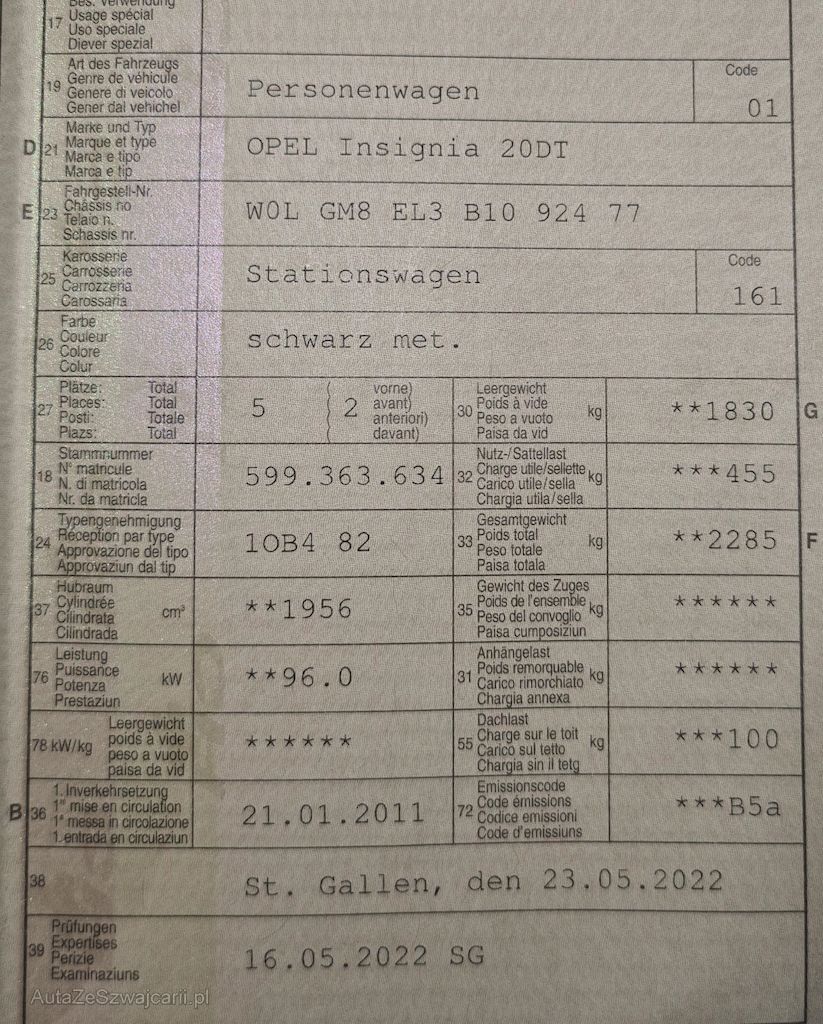 Bes. Verwendung
17 Usage spécial
Uso speciale
Diever spezial
Art des Fahrzeugs
19 Genre de véhicule
Genere di veicolo
Gener dal vehichel
Personenwagen
Code
01
Marke und Typ
D 21 Marque et type
Marca e tipo
Marca e tip
OPEL Insignia 20DT
Fahrgestell-Nr.
E 23 Châssis no
Telaio n.
Schassis nr.
W0L GM8 EL3 B10 924 77
Karosserie
25 Carrosserie
Carrozzeria
Carossaria
Stationswagen
Code
161
Farbe
26 Couleur
Colore
Colur
schwarz met.
Plätze: Total
27 Places: Total
Posti: Totale
Plazs: Total
5 ( 2 vorne)
avant)
anteriori)
davant)
Leergewicht
30 Poids à vide kg
Peso a vuoto
Paisa da vid
**1830 G
Stammnummer
18 N° matricule
N. di matricola
Nr. da matricla
599.363.634
Nutz-/Sattellast
32 Charge utile/sellette kg
Carico utile/sella
Chargia utila/sella
***455
Typengenehmigung
24 Réception par type
Approvazione del tipo
Approvaziun dal tip
1OB4 82
Gesamtgewicht
33 Poids total kg
Peso totale
Paisa totala
**2285 F
Hubraum
37 Cylindrée cm³
Cilindrata
Cilindrada
**1956
Gewicht des Zuges
35 Poids de l'ensemble kg
Peso del convoglio
Paisa cumposiziun
******
Leistung
76 Puissance kW
Potenza
Prestaziun
**96.0
Anhängelast
31 Poids remorquable kg
Carico rimorchiato
Chargia annexa
******
Leergewicht
78 kW/kg poids à vide
peso a vuoto
paisa da vid
******
Dachlast
55 Charge sur le toit kg
Carico sul tetto
Chargia sin il tetg
***100
1. Inverkehrsetzung
B 36 1re mise en circulation
1a messa in circolazione
1. entrada en circulaziun
21.01.2011
Emissionscode
72 Code émissions
Codice emissioni
Code d'emissiuns
***B5a
38 St. Gallen, den 23.05.2022
Prüfungen
39 Expertises
Perizie
Examinaziuns
16.05.2022 SG
AutaZeSzwajcarii.pl